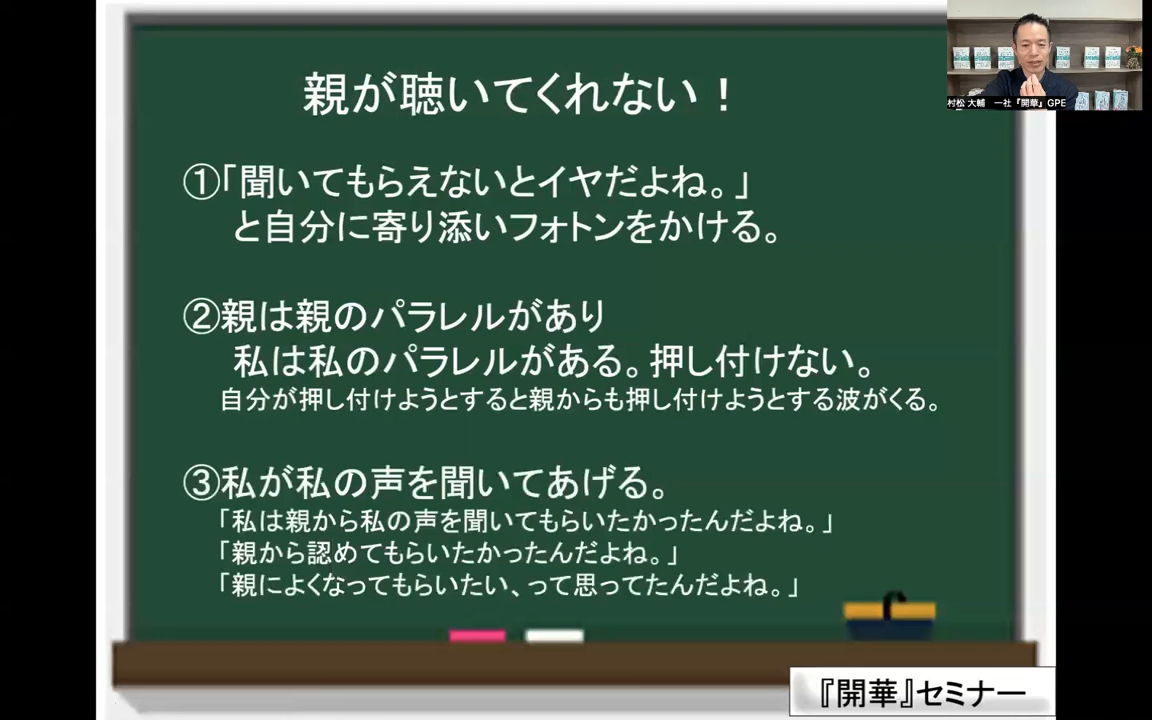 親が聴いてくれない！
①「聞いてもらえないとイヤだよね。」
と自分に寄り添いフォトンをかける。
②親は親のパラレルがあり
私は私のパラレルがある。押し付けない。
自分が押し付けようとすると親からも押し付けようとする波がくる。
③私が私の声を聞いてあげる。
「私は親から私の声を聞いてもらいたかったんだよね。」
「親から認めてもらいたかったんだよね。」
「親によくなってもらいたい、って思ってたんだよね。」
『開華』セミナー
村松 大輔 一社『開華』GPE